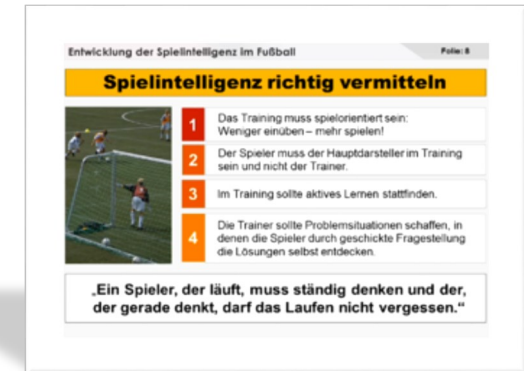 Entwicklung der Spielintelligenz im Fußball
Folie: 8
Spielintelligenz richtig vermitteln
1
Das Training muss spielorientiert sein:
Weniger einüben – mehr spielen!
2
Der Spieler muss der Hauptdarsteller im Training
sein und nicht der Trainer.
3
Im Training sollte aktives Lernen stattfinden.
4
Die Trainer sollte Problemsituationen schaffen, in
denen die Spieler durch geschickte Fragestellung
die Lösungen selbst entdecken.
„Ein Spieler, der läuft, muss ständig denken und der,
der gerade denkt, darf das Laufen nicht vergessen.“